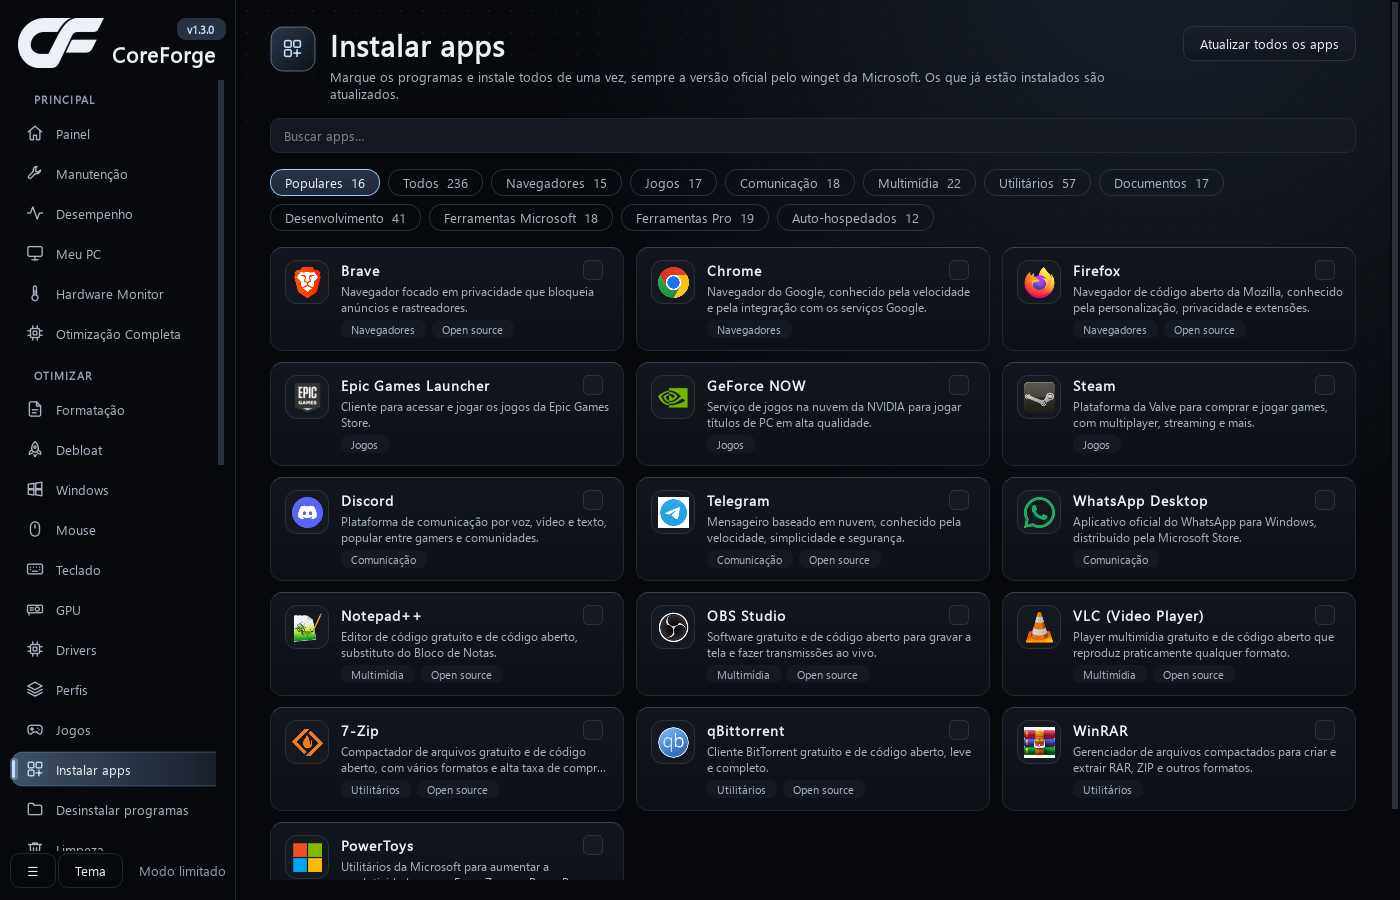 v1.3.0
CoreForge
PRINCIPAL
Painel
Manutenção
Desempenho
Meu PC
Hardware Monitor
Otimização Completa
OTIMIZAR
Formatação
Debloat
Windows
Mouse
Teclado
GPU
Drivers
Perfis
Jogos
Instalar apps
Desinstalar programas
Limpeza
Tema
Modo limitado
Instalar apps
Atualizar todos os apps
Marque os programas e instale todos de uma vez, sempre a versão oficial pelo winget da Microsoft. Os que já estão instalados são
atualizados.
Buscar apps...
Populares 16
Todos 236
Navegadores 15
Jogos 17
Comunicação 18
Multimídia 22
Utilitários 57
Documentos 17
Desenvolvimento 41
Ferramentas Microsoft 18
Ferramentas Pro 19
Auto-hospedados 12
Brave
Navegador focado em privacidade que bloqueia
anúncios e rastreadores.
Navegadores
Open source
Chrome
Navegador do Google, conhecido pela velocidade
e pela integração com os serviços Google.
Navegadores
Firefox
Navegador de código aberto da Mozilla, conhecido
pela personalização, privacidade e extensões.
Navegadores
Open source
EPIC
GAMES
Epic Games Launcher
Cliente para acessar e jogar os jogos da Epic Games
Store.
Jogos
GeForce NOW
Serviço de jogos na nuvem da NVIDIA para jogar
títulos de PC em alta qualidade.
Jogos
Steam
Plataforma da Valve para comprar e jogar games,
com multiplayer, streaming e mais.
Jogos
Discord
Plataforma de comunicação por voz, vídeo e texto,
popular entre gamers e comunidades.
Comunicação
Telegram
Mensageiro baseado em nuvem, conhecido pela
velocidade, simplicidade e segurança.
Comunicação
Open source
WhatsApp Desktop
Aplicativo oficial do WhatsApp para Windows,
distribuído pela Microsoft Store.
Comunicação
Notepad++
Editor de código gratuito e de código aberto,
substituto do Bloco de Notas.
Multimídia
Open source
OBS Studio
Software gratuito e de código aberto para gravar a
tela e fazer transmissões ao vivo.
Multimídia
Open source
VLC (Video Player)
Player multimídia gratuito e de código aberto que
reproduz praticamente qualquer formato.
Multimídia
Open source
7-Zip
Compactador de arquivos gratuito e de código
aberto, com vários formatos e alta taxa de compr...
Utilitários
Open source
qb
qBittorrent
Cliente BitTorrent gratuito e de código aberto, leve
e completo.
Utilitários
Open source
WinRAR
Gerenciador de arquivos compactados para criar e
extrair RAR, ZIP e outros formatos.
Utilitários
PowerToys
Utilitários da Microsoft para aumentar a